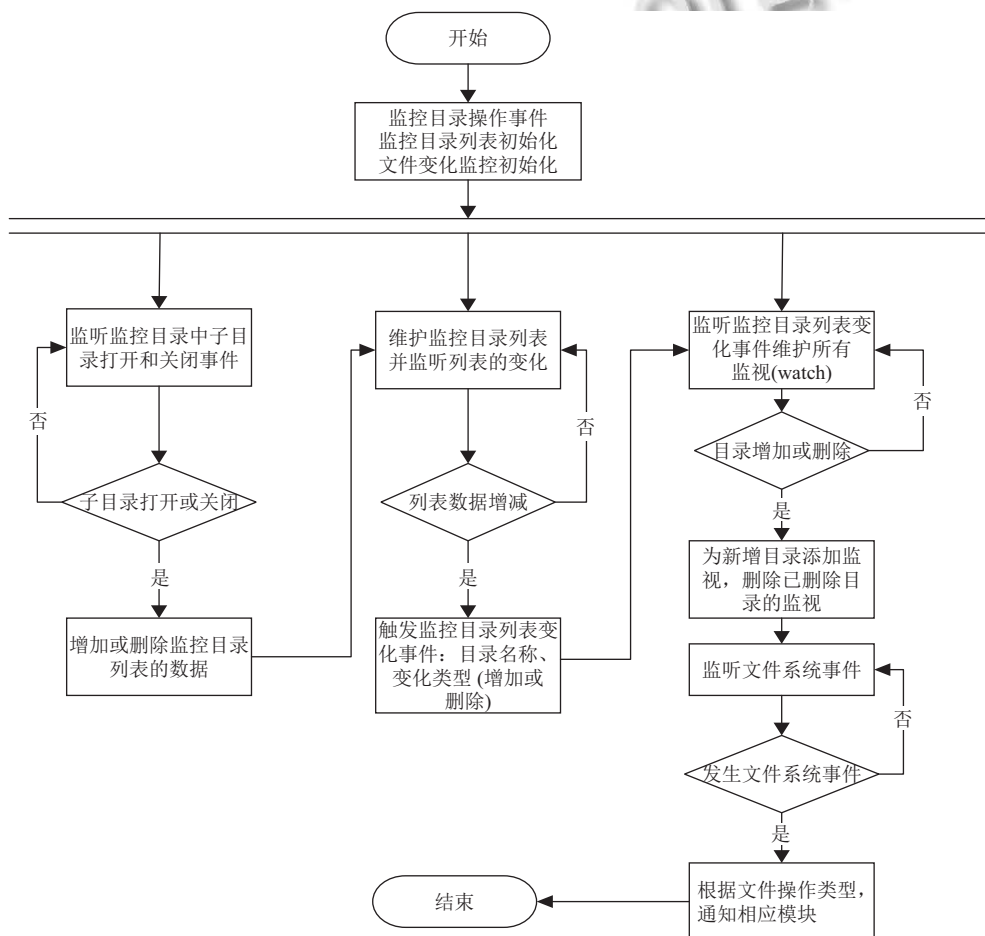 开始
监控目录操作事件
监控目录列表初始化
文件变化监控初始化
监听监控目录中子目
录打开和关闭事件
否
子目录打开或关闭
是
增加或删除监控目录
列表的数据
维护监控目录列表
并监听列表的变化
否
列表数据增减
是
触发监控目录列表变
化事件：目录名称、
变化类型 (增加或
删除)
监听监控目录列表变
化事件维护所有
监视(watch)
否
目录增加或删除
是
为新增目录添加监
视，删除已删除目
录的监视
监听文件系统事件
否
发生文件系统事件
是
根据文件操作类型，
通知相应模块
结束